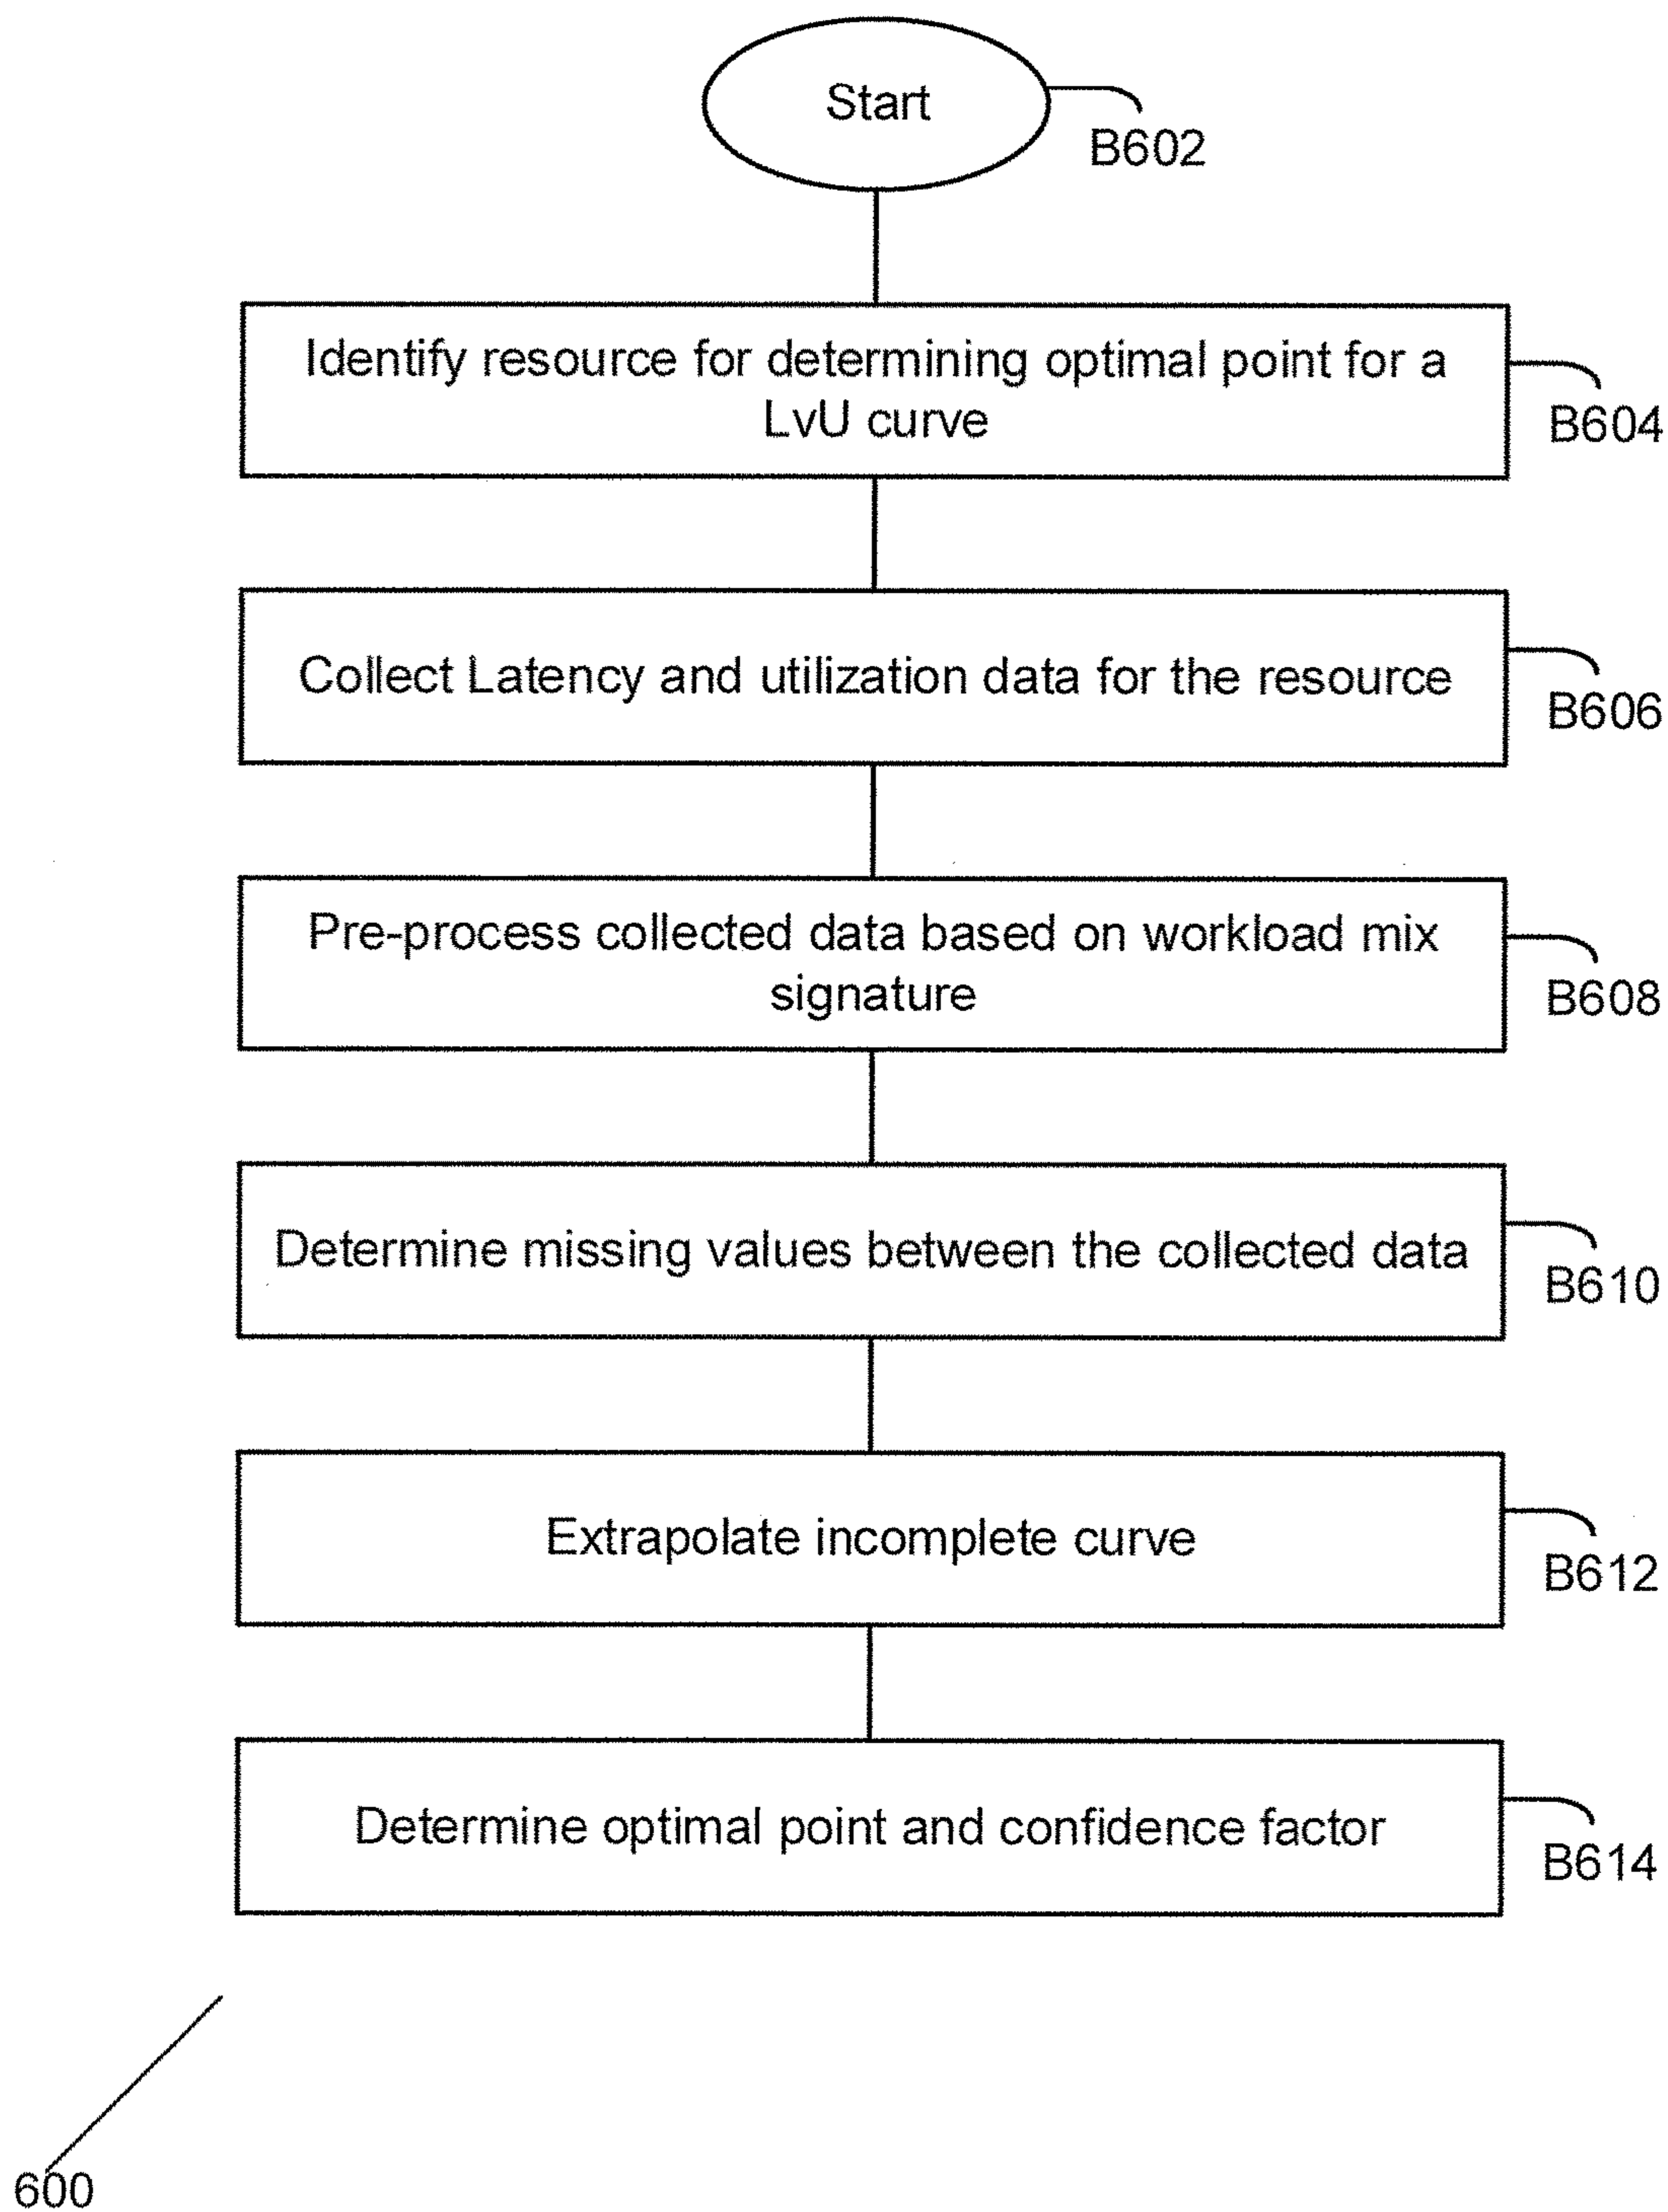 Start
B602
Identify resource for determining optimal point for a
LvU curve
B604
Collect Latency and utilization data for the resource
B606
Pre-process collected data based on workload mix
signature
B608
Determine missing values between the collected data
B610
Extrapolate incomplete curve
B612
Determine optimal point and confidence factor
B614
600